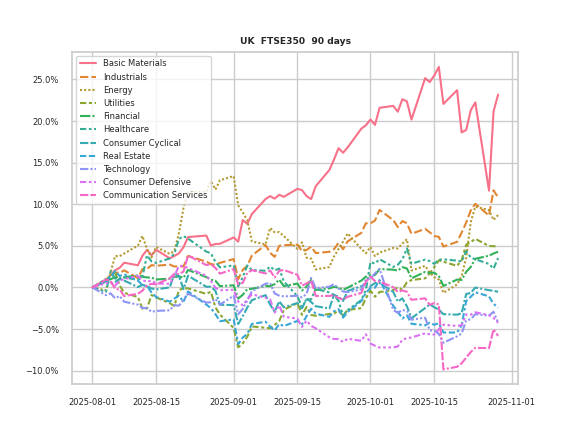 UK FTSE350 90 days
25.0%
20.0%
15.0%
10.0%
5.0%
0.0%
−5.0%
−10.0%
Basic Materials
Industrials
Energy
Utilities
Financial
Healthcare
Consumer Cyclical
Real Estate
Technology
Consumer Defensive
Communication Services
2025-08-01
2025-08-15
2025-09-01
2025-09-15
2025-10-01
2025-10-15
2025-11-01